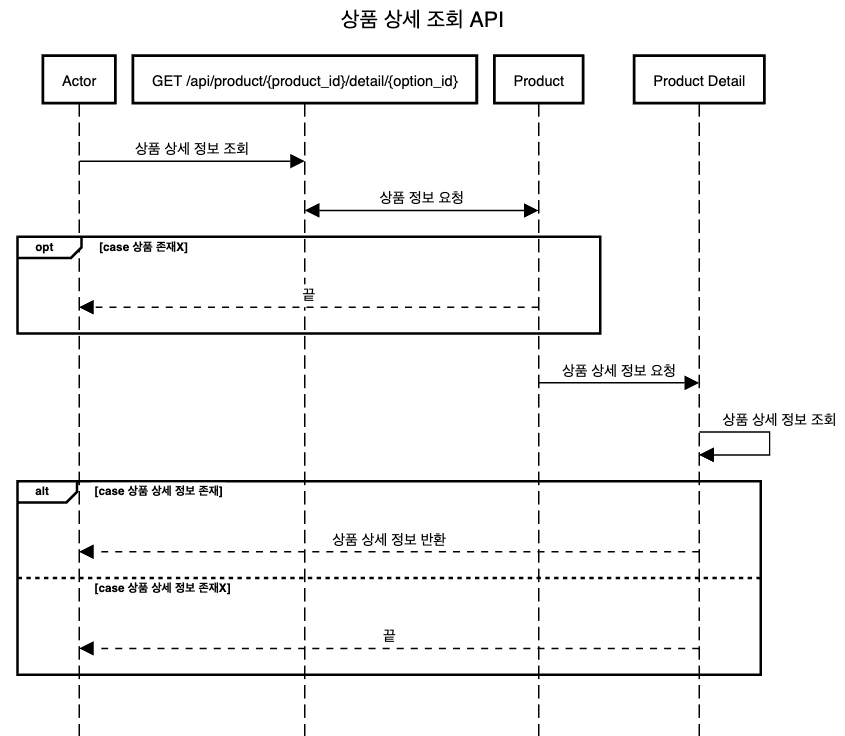 상품 상세 조회 API
Actor
GET /api/product/{product_id}/detail/{option_id}
Product
Product Detail
상품 상세 정보 조회
상품 정보 요청
opt
[case 상품 존재X]
끝
상품 상세 정보 요청
상품 상세 정보 조회
alt
[case 상품 상세 정보 존재]
상품 상세 정보 반환
[case 상품 상세 정보 존재X]
끝